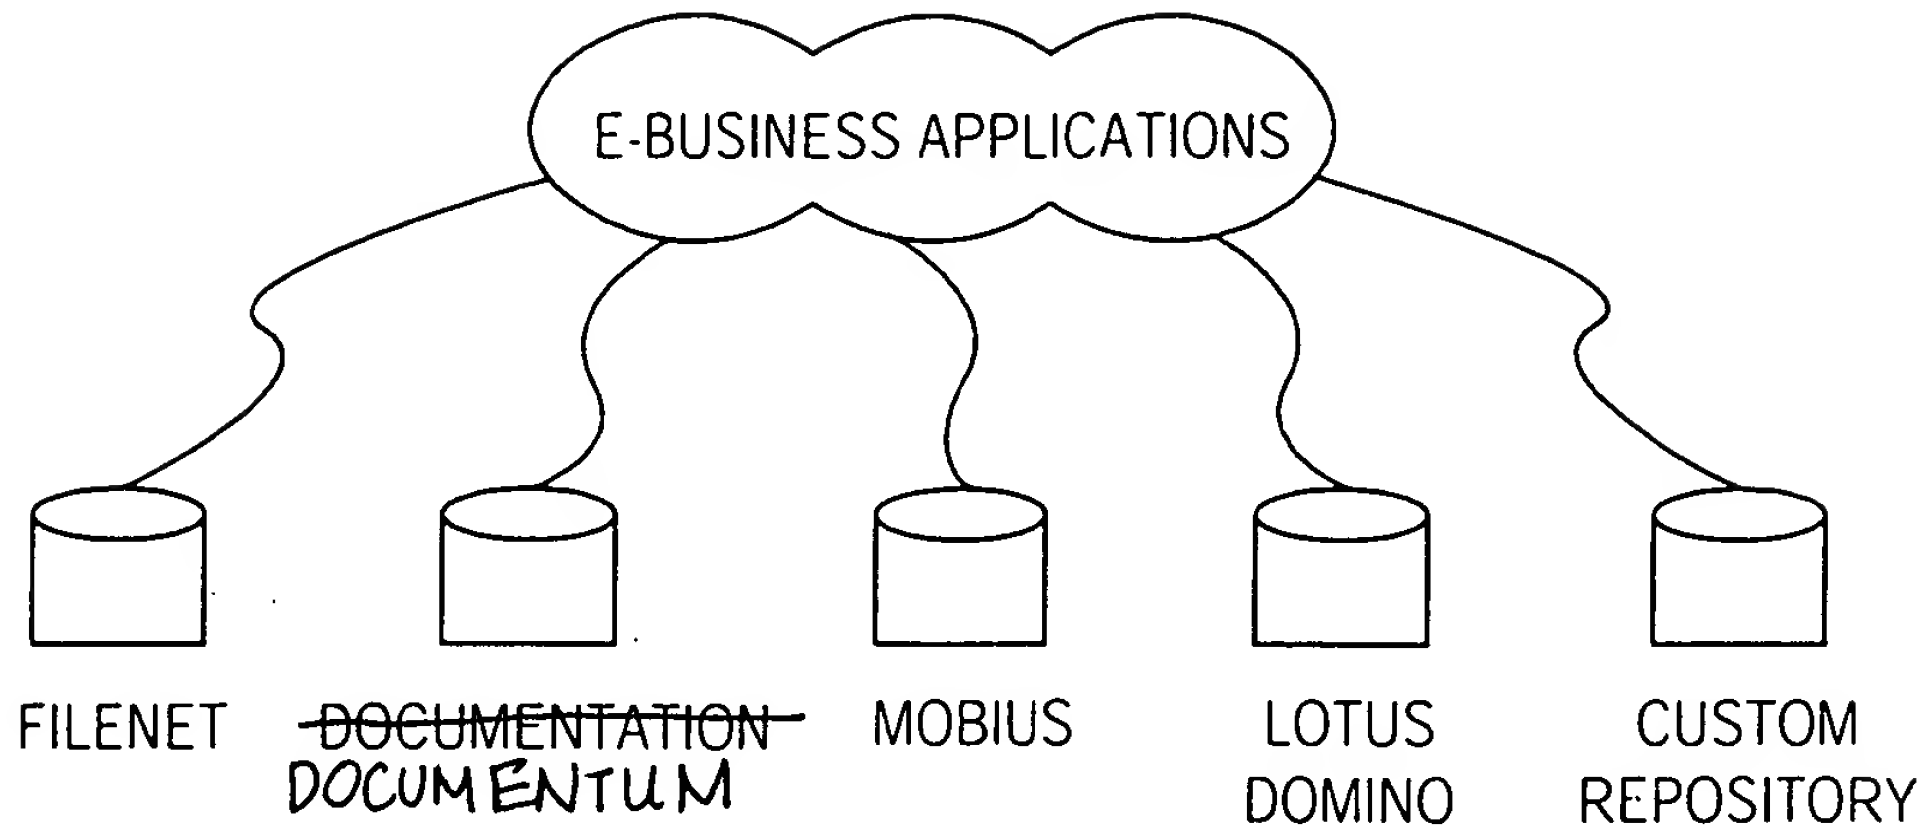 E-BUSINESS APPLICATIONS
FILENET
DOCUMENTATION
DOCUMENTUM
MOBIUS
LOTUS
DOMINO
CUSTOM
REPOSITORY